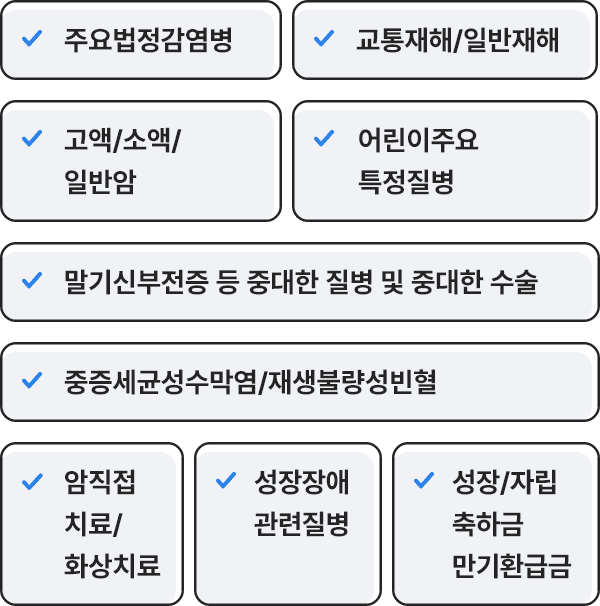 주요법정감염병
교통재해/일반재해
고액/소액/
일반암
어린이주요
특정질병
말기신부전증 등 중대한 질병 및 중대한 수술
중증세균성수막염/재생불량성빈혈
암직접
치료/
화상치료
성장장애
관련질병
성장/자립
축하금
만기환급금